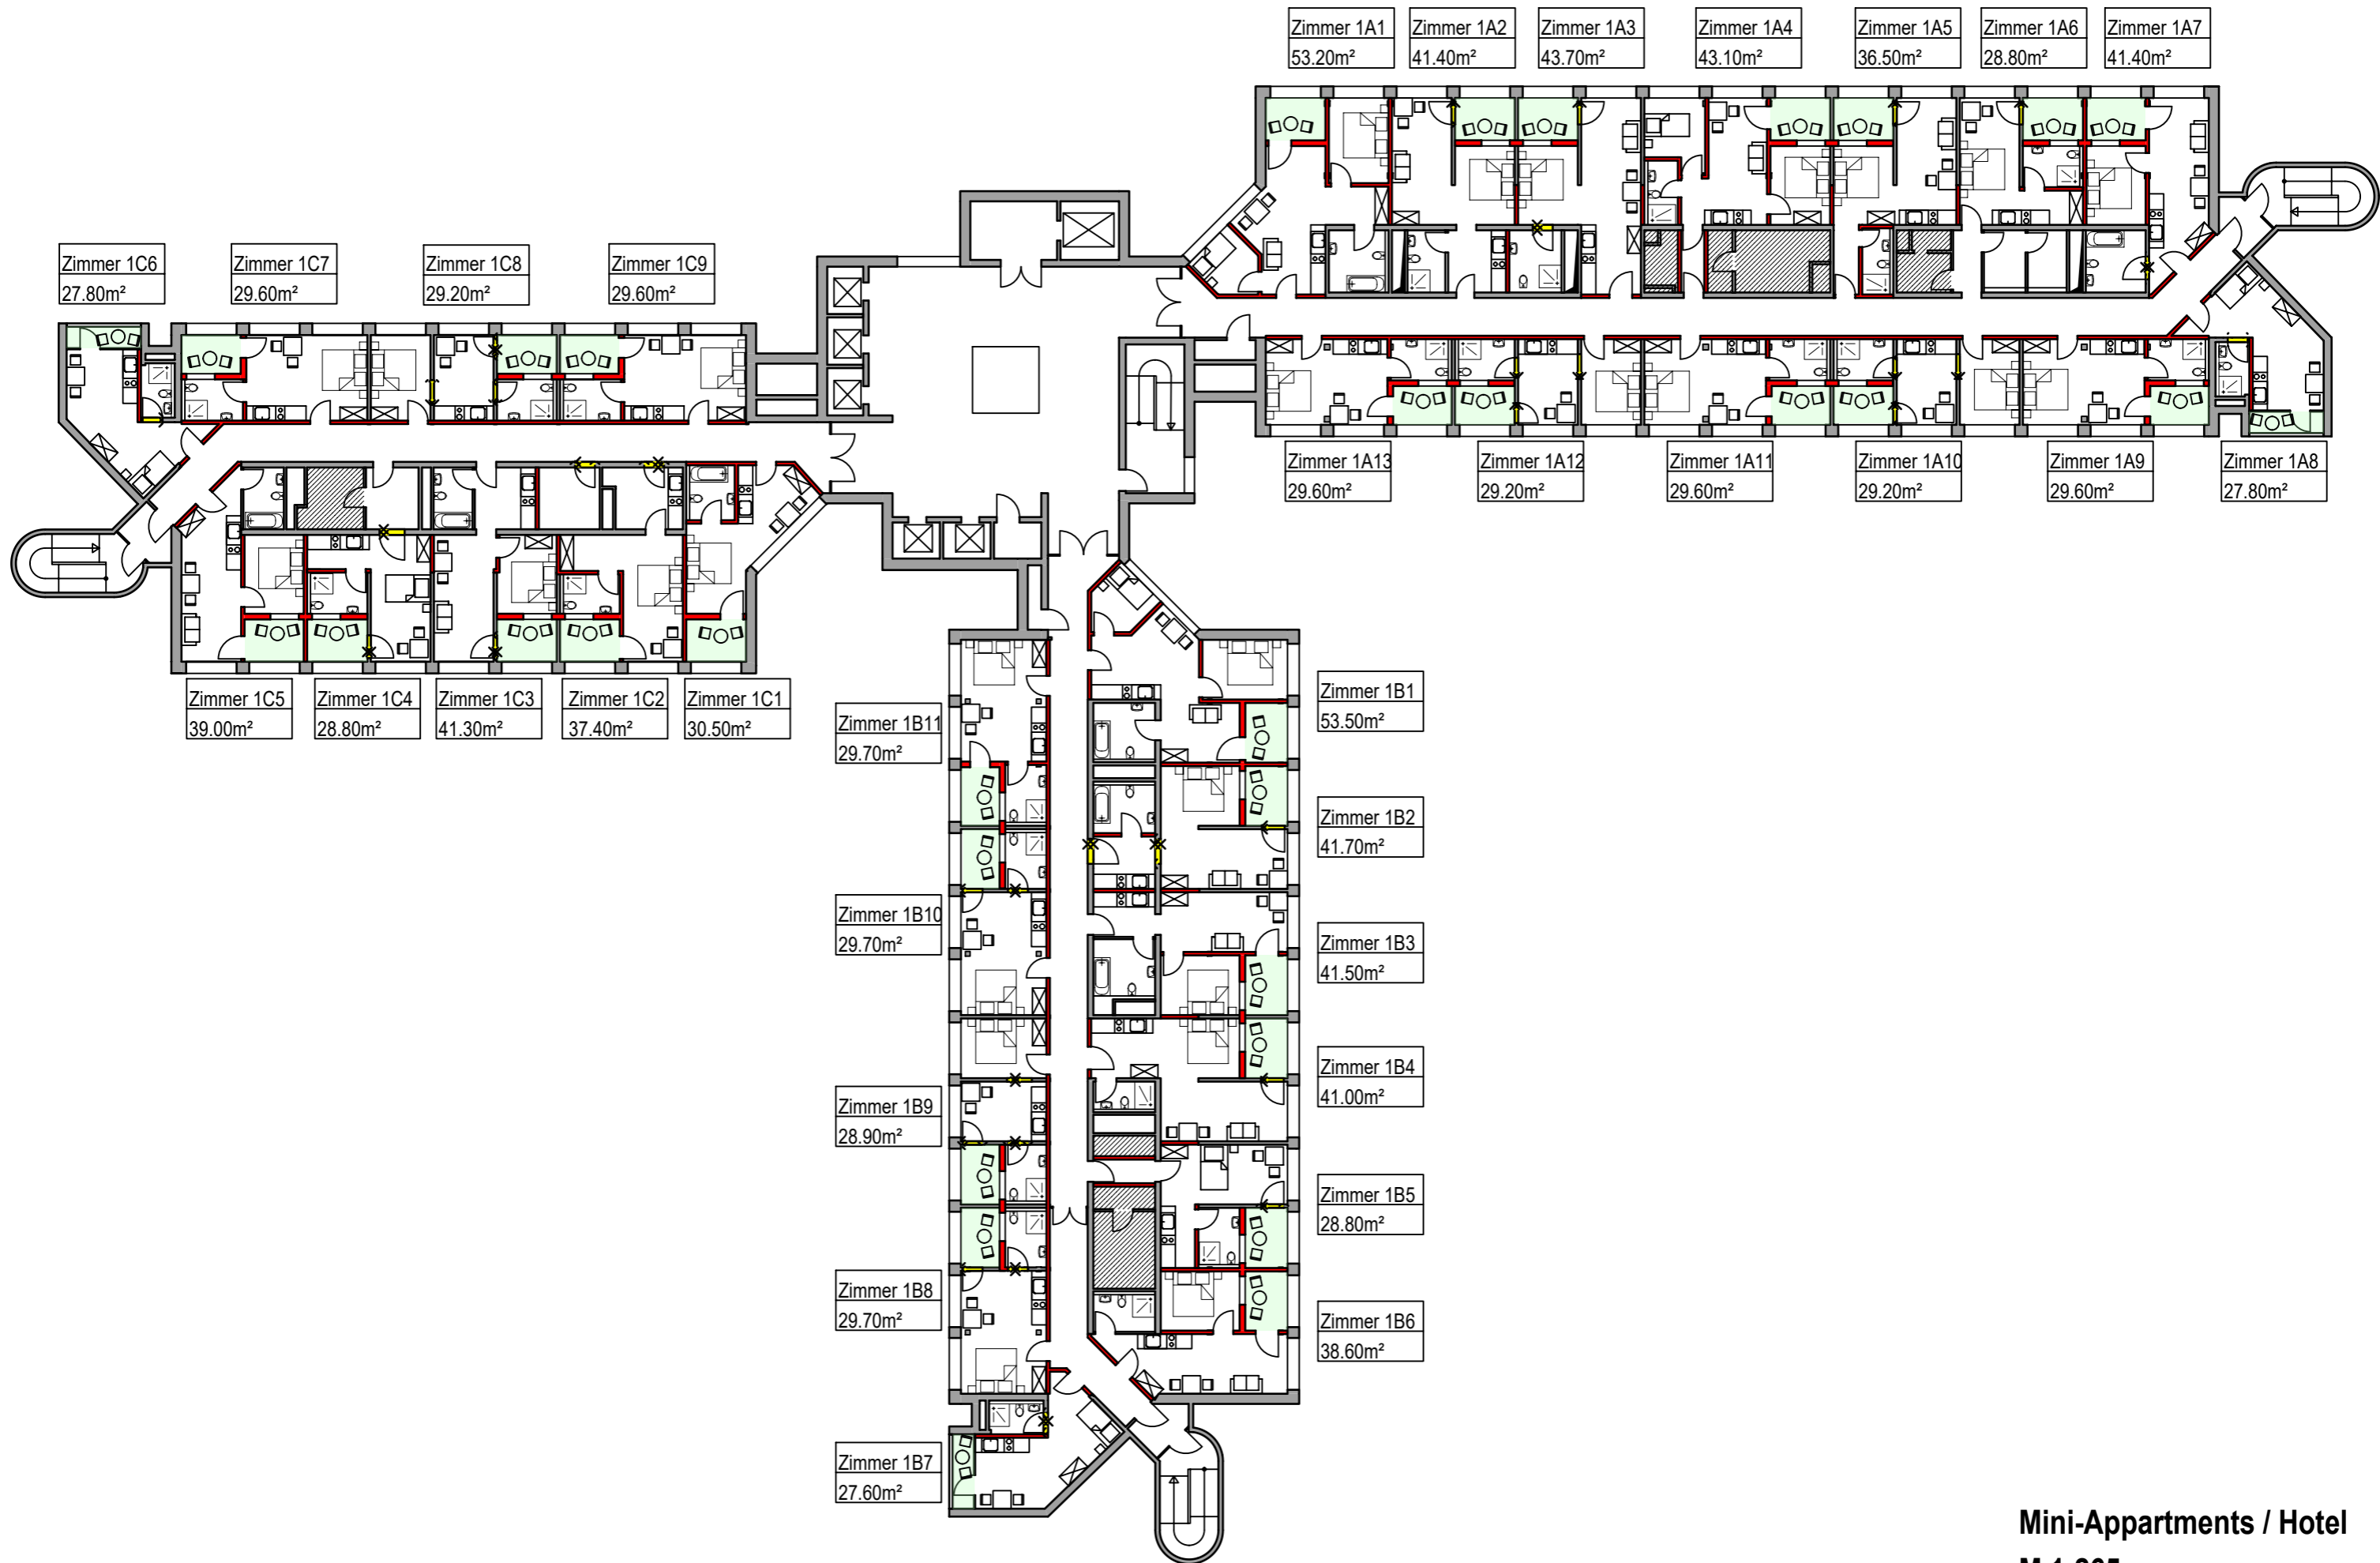 Zimmer 1A1
53.20m²
Zimmer 1A2
41.40m²
Zimmer 1A3
43.70m²
Zimmer 1A4
43.10m²
Zimmer 1A5
36.50m²
Zimmer 1A6
28.80m²
Zimmer 1A7
41.40m²
Zimmer 1C6
27.80m²
Zimmer 1C7
29.60m²
Zimmer 1C8
29.20m²
Zimmer 1C9
29.60m²
Zimmer 1A13
29.60m²
Zimmer 1A12
29.20m²
Zimmer 1A11
29.60m²
Zimmer 1A10
29.20m²
Zimmer 1A9
29.60m²
Zimmer 1A8
27.80m²
Zimmer 1C5
39.00m²
Zimmer 1C4
28.80m²
Zimmer 1C3
41.30m²
Zimmer 1C2
37.40m²
Zimmer 1C1
30.50m²
Zimmer 1B11
29.70m²
Zimmer 1B1
53.50m²
Zimmer 1B2
41.70m²
Zimmer 1B10
29.70m²
Zimmer 1B3
41.50m²
Zimmer 1B9
28.90m²
Zimmer 1B4
41.00m²
Zimmer 1B5
28.80m²
Zimmer 1B8
29.70m²
Zimmer 1B6
38.60m²
Zimmer 1B7
27.60m²
Mini-Appartments / Hotel